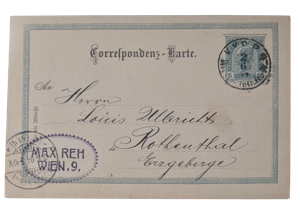 Correspondenz-Karte.
An
Herrn
Louis Ulbricht
Rothenthal
Erzgebirge
MAX REH
WIEN. 9.